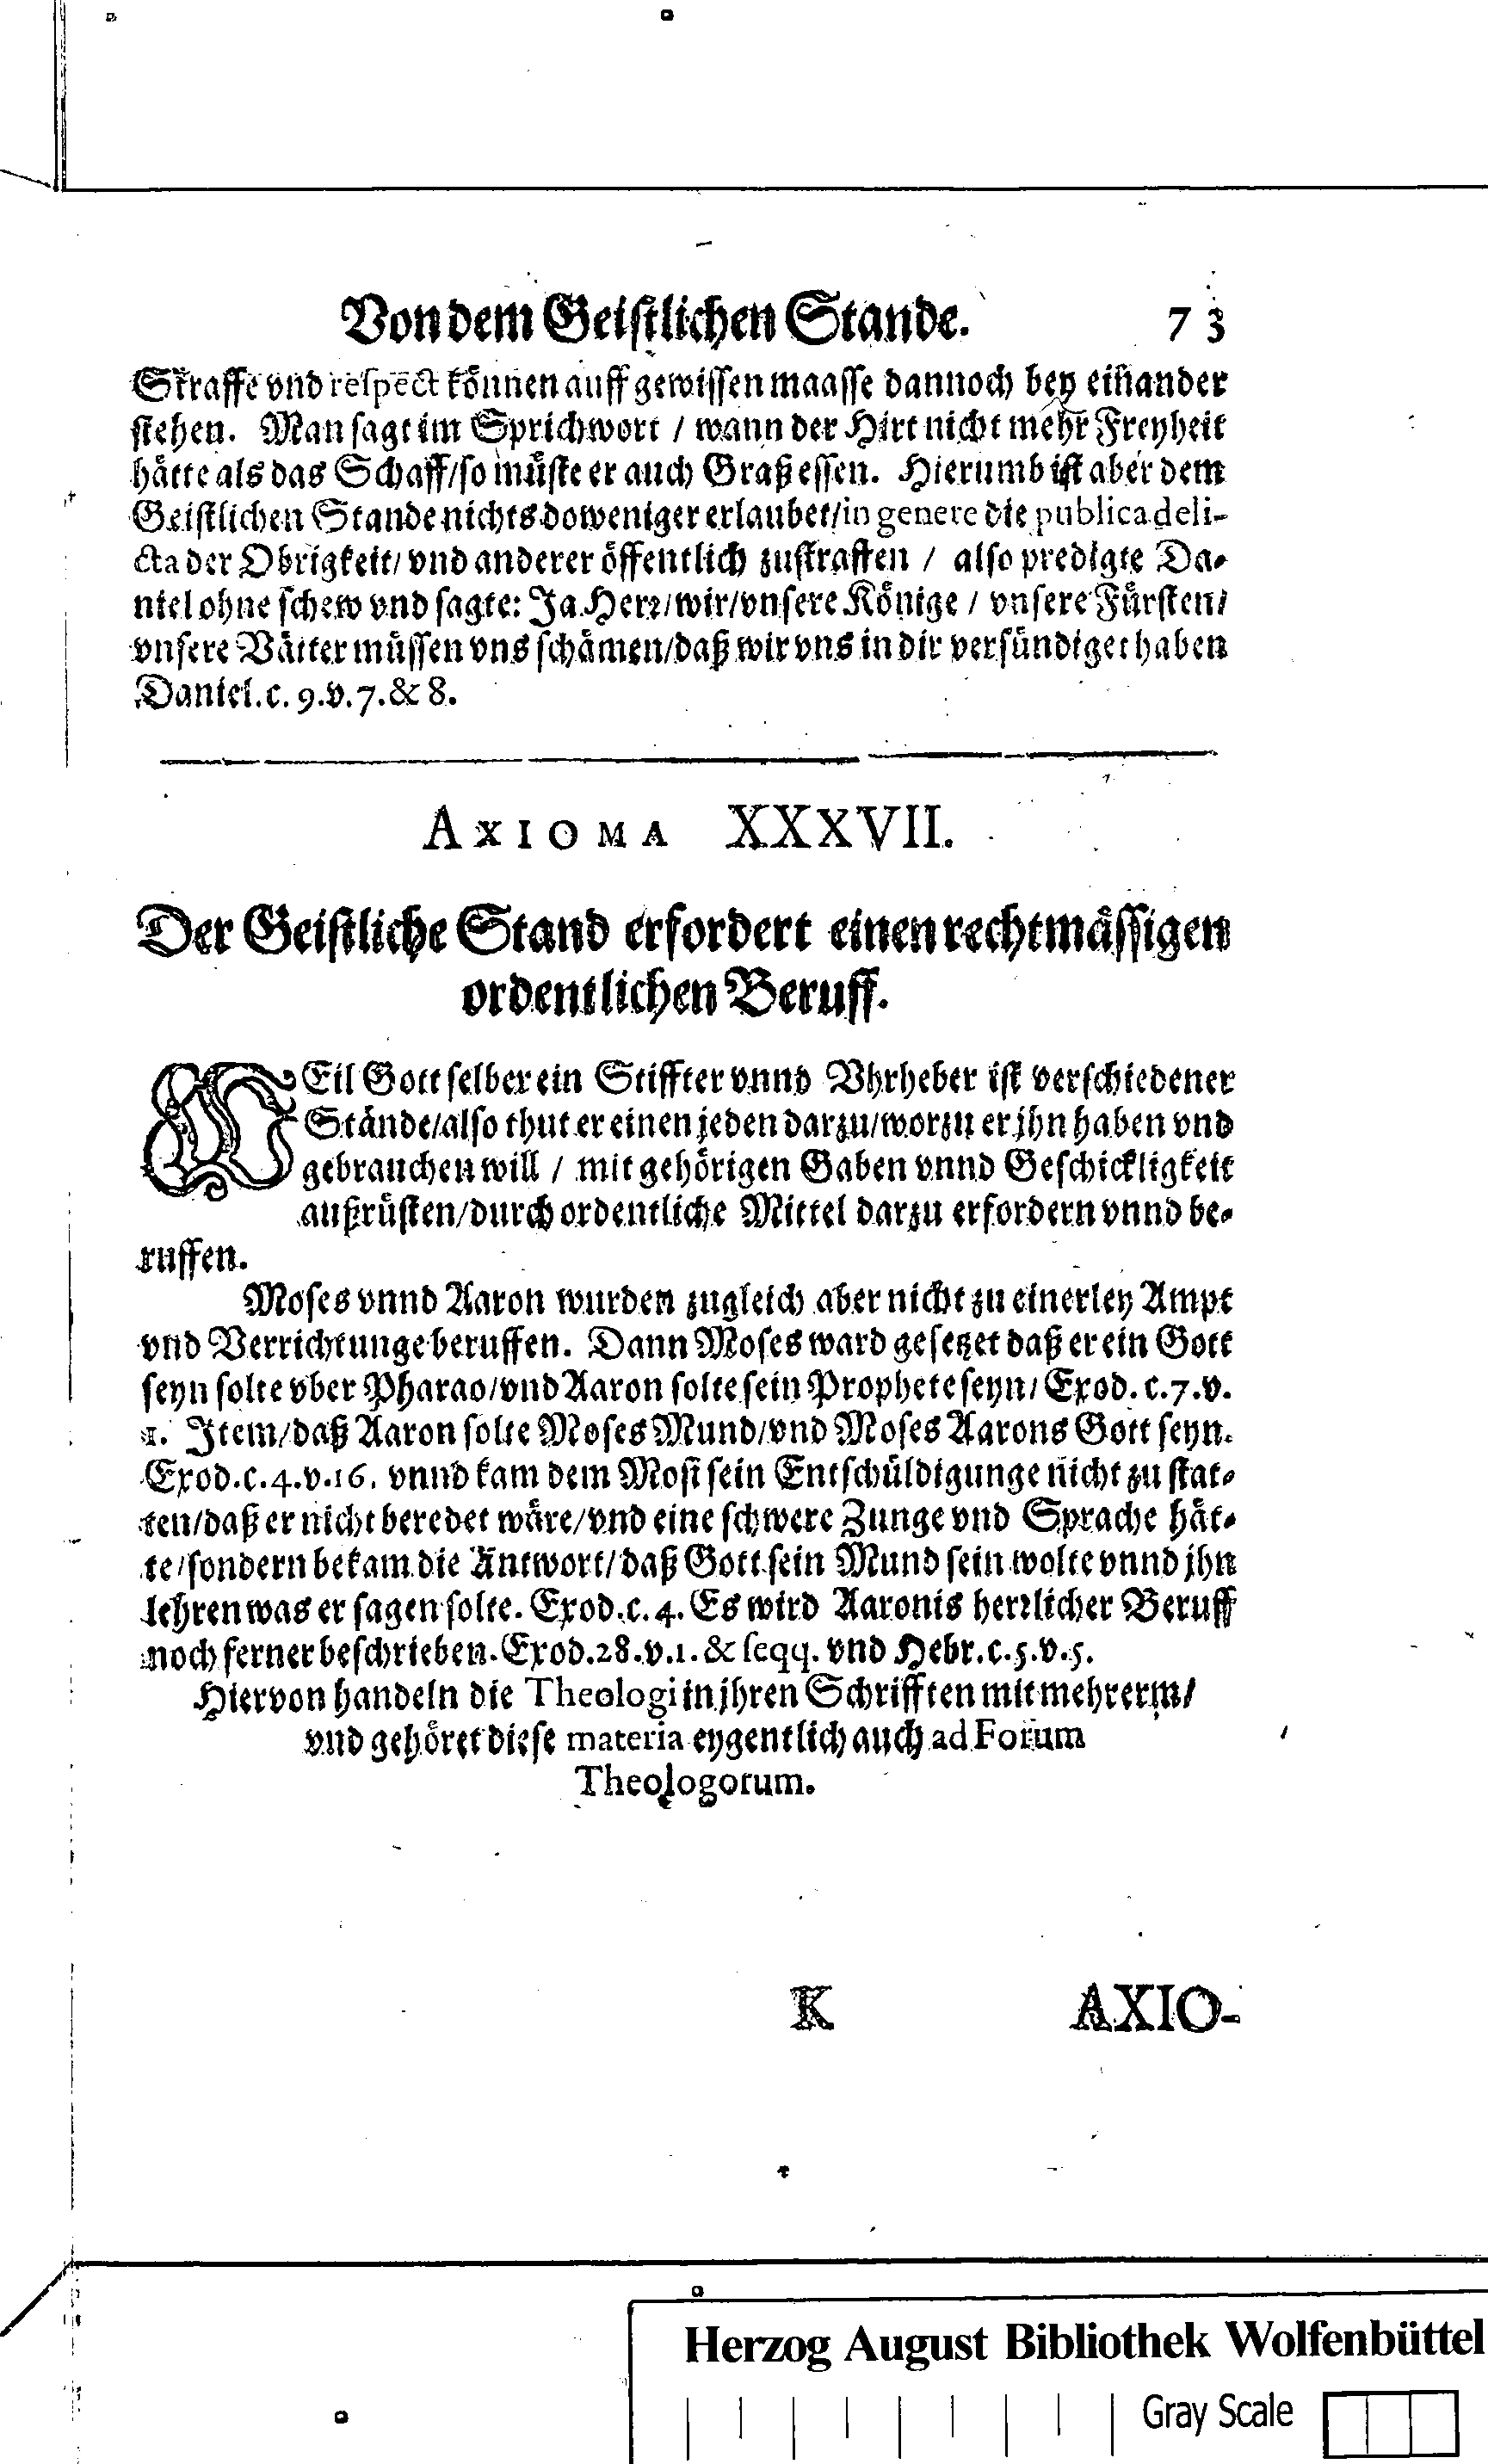 Von dem Geistlichen Stande. 73
Straffe vnd respect können auff gewissen maasse dannoch bey einander
stehen. Man sagt im Sprichwort / wann der Hirt nicht mehr Freyheit
hätte als das Schaff/so müste er auch Graß essen. Hierumb ist aber dem
Geistlichen Stande nichts doweniger erlaubet/in genere die publica deli-
cta der Obrigkeit/ vnd anderer öffentlich zustraffen / also predigte Da-
niel ohne schew vnd sagte: Ja Herr/wir/vnsere Könige / vnsere Fürsten/
vnsere Vätter müssen vns schämen/daß wir vns in dir versündiget haben
Daniel. c. 9. v. 7. & 8.
AXIOMA XXXVII.
Der Geistliche Stand erfordert einen rechtmässigen
ordentlichen Beruff.
WEil Gott selber ein Stiffter vnnd Vhrheber ist verschiedener
Stände/also thut er einen jeden darzu/worzu er jhn haben vnd
gebrauchen will / mit gehörigen Gaben vnnd Geschickligkeit
außrüsten/durch ordentliche Mittel darzu erfordern vnnd be-
ruffen.
Moses vnnd Aaron wurden zugleich aber nicht zu einerley Ampt
vnd Verrichtunge beruffen. Dann Moses ward gesetzet daß er ein Gott
seyn solte vber Pharao/vnd Aaron solte sein Prophete seyn/ Exod. c. 7. v.
1. Item/daß Aaron solte Moses Mund/vnd Moses Aarons Gott seyn.
Exod. c. 4. v. 16. vnnd kam dem Mosi sein Entschüldigunge nicht zu stat-
ten/daß er nicht beredet wäre/vnd eine schwere Zunge vnd Sprache hät-
te/sondern bekam die Antwort/daß Gott sein Mund sein wolte vnnd jhn
lehren was er sagen solte. Exod. c. 4. Es wird Aaronis herrlicher Beruff
noch ferner beschrieben. Exod. 28. v. 1. & seqq. vnd Hebr. c. 5. v. 5.
Hiervon handeln die Theologi in jhren Schrifften mit mehrerm/
vnd gehöret diese materia eygentlich auch ad Forum
Theologorum.
K AXIO-
Herzog August Bibliothek Wolfenbüttel
Gray Scale